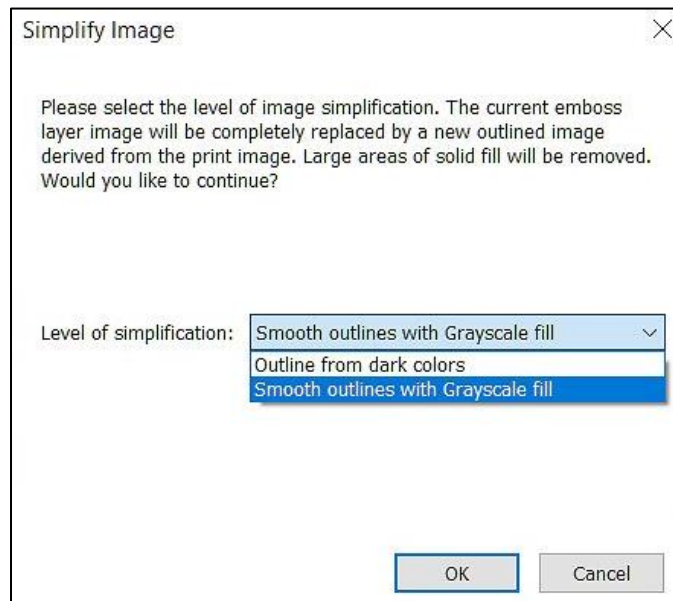 Simplify Image
Please select the level of image simplification. The current emboss
layer image will be completely replaced by a new outlined image
derived from the print image. Large areas of solid fill will be removed.
Would you like to continue?
Level of simplification: Smooth outlines with Grayscale fill
Outline from dark colors
Smooth outlines with Grayscale fill
OK Cancel